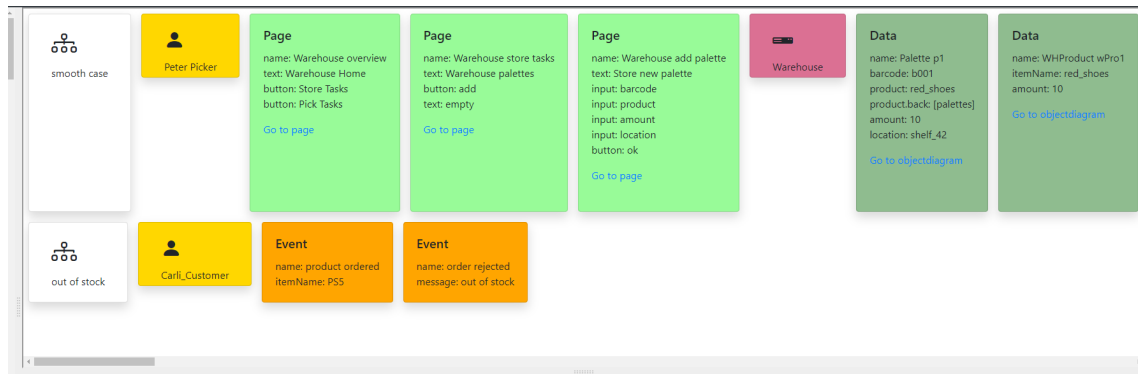 smooth case
Peter Picker
Page
name: Warehouse overview
text: Warehouse Home
button: Store Tasks
button: Pick Tasks
Go to page
Page
name: Warehouse store tasks
text: Warehouse palettes
button: add
text: empty
Go to page
Page
name: Warehouse add palette
text: Store new palette
input: barcode
input: product
input: amount
input: location
button: ok
Go to page
Warehouse
Data
name: Palette p1
barcode: b001
product: red_shoes
product.back: [palettes]
amount: 10
location: shelf_42
Go to objectdiagram
Data
name: WHProduct wPro1
itemName: red_shoes
amount: 10
Go to objectdiagram
out of stock
Carli_Customer
Event
name: product ordered
itemName: PS5
Event
name: order rejected
message: out of stock